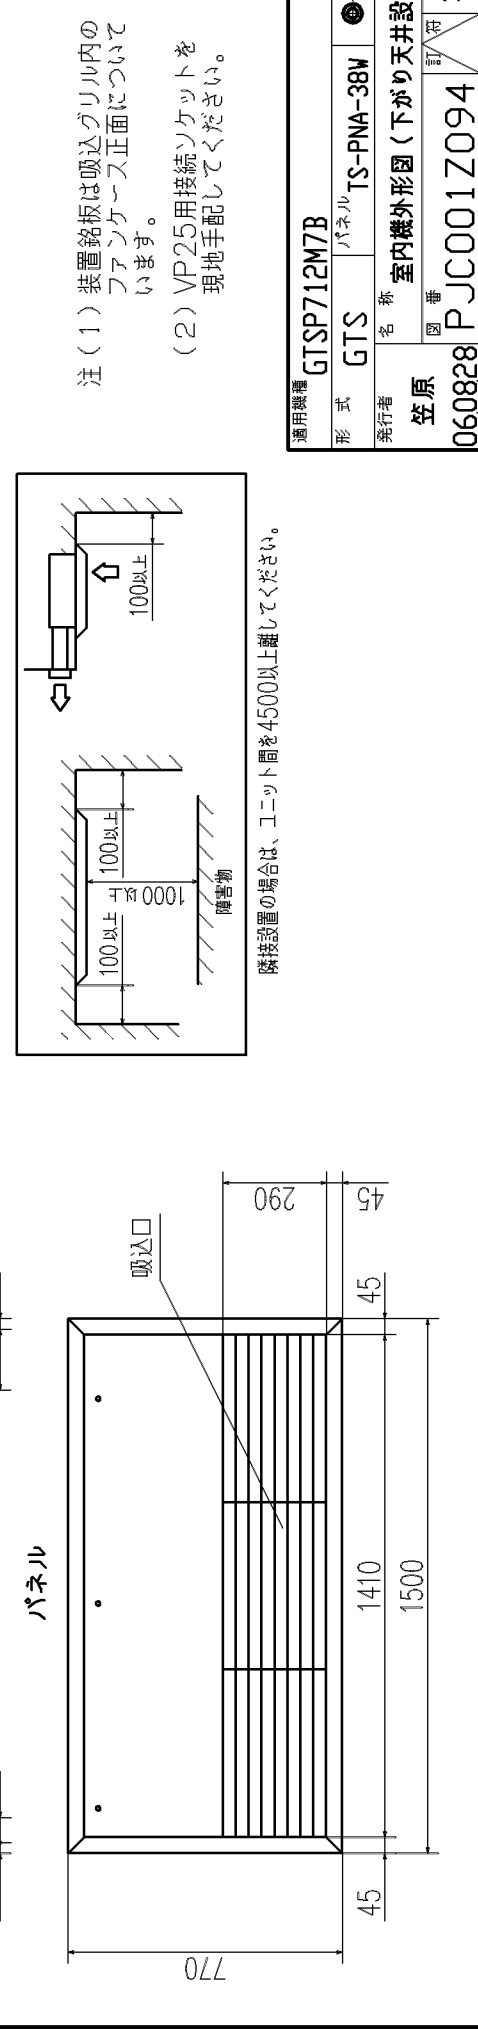 パネル
吸込口
290
45
45
1410
1500
45
770
100以上
100以上
1000以上
障害物
100以上
隣接設置の場合は、ユニット間を4500以上離してください。
注(1)装置銘板は吸込グリル内の
ファンケース正面について
います。
(2)VP25用接続ソケットを
現地手配してください。
適用機種 GTSP712M7B
形 式 GTS パネル TS-PNA-38W
発行者 笠原 名 称 室内機外形図(下がり天井設
060828 図 番 PJC001Z094 訂 符